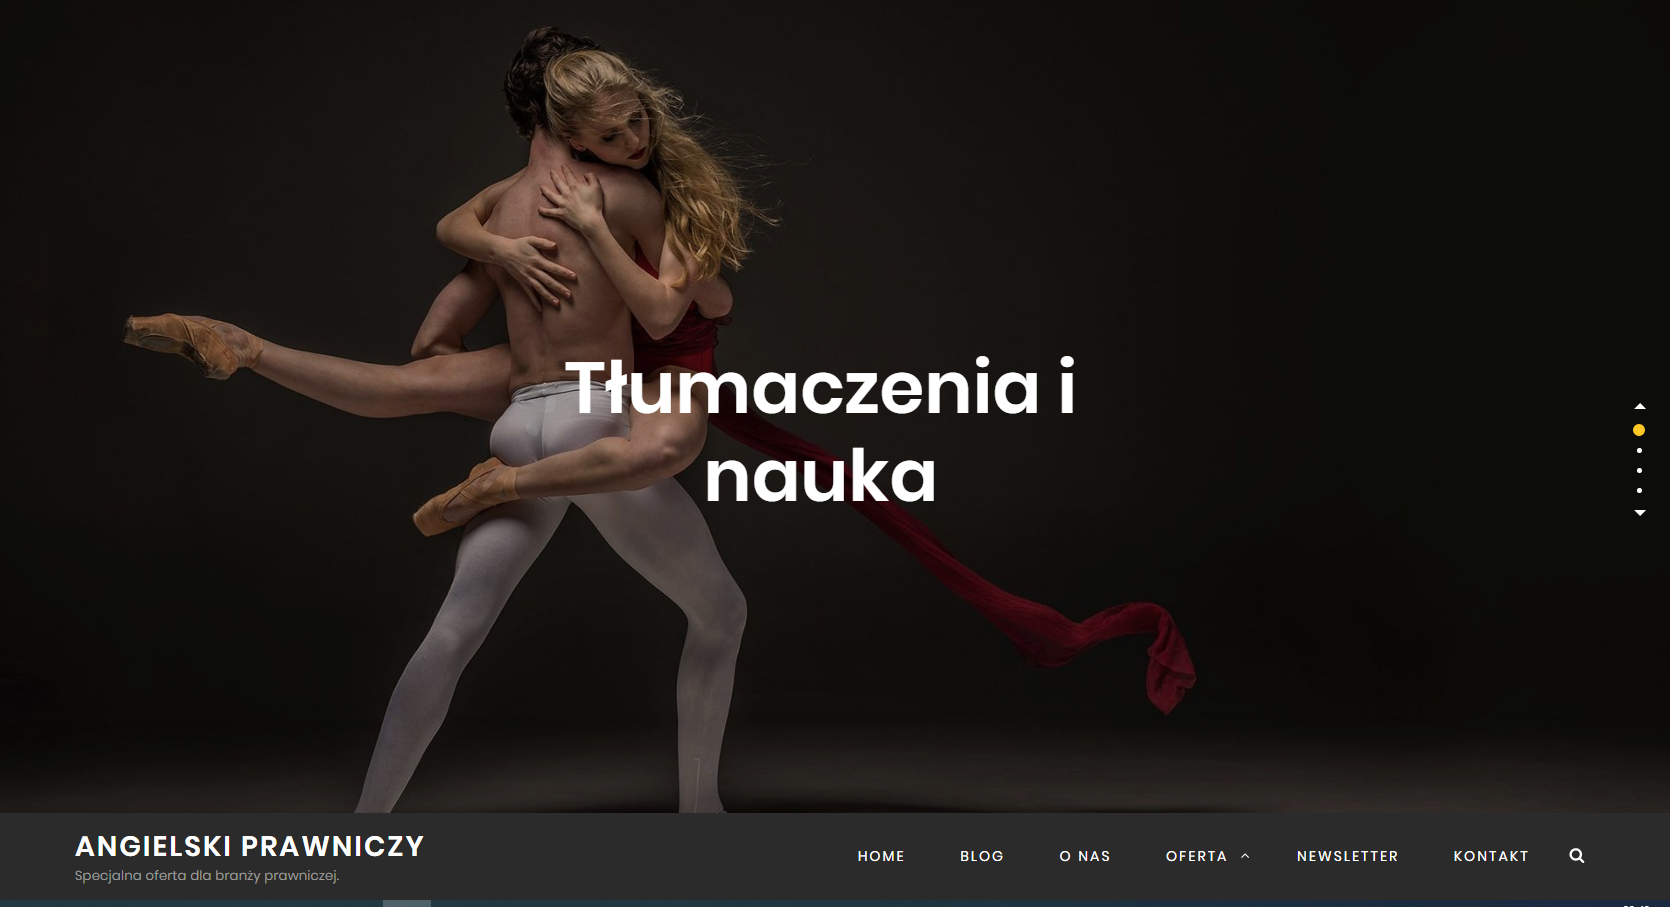 Tłumaczenia i
nauka
ANGIELSKI PRAWNICZY
Specjalna oferta dla branży prawniczej.
HOME BLOG O NAS OFERTA NEWSLETTER KONTAKT